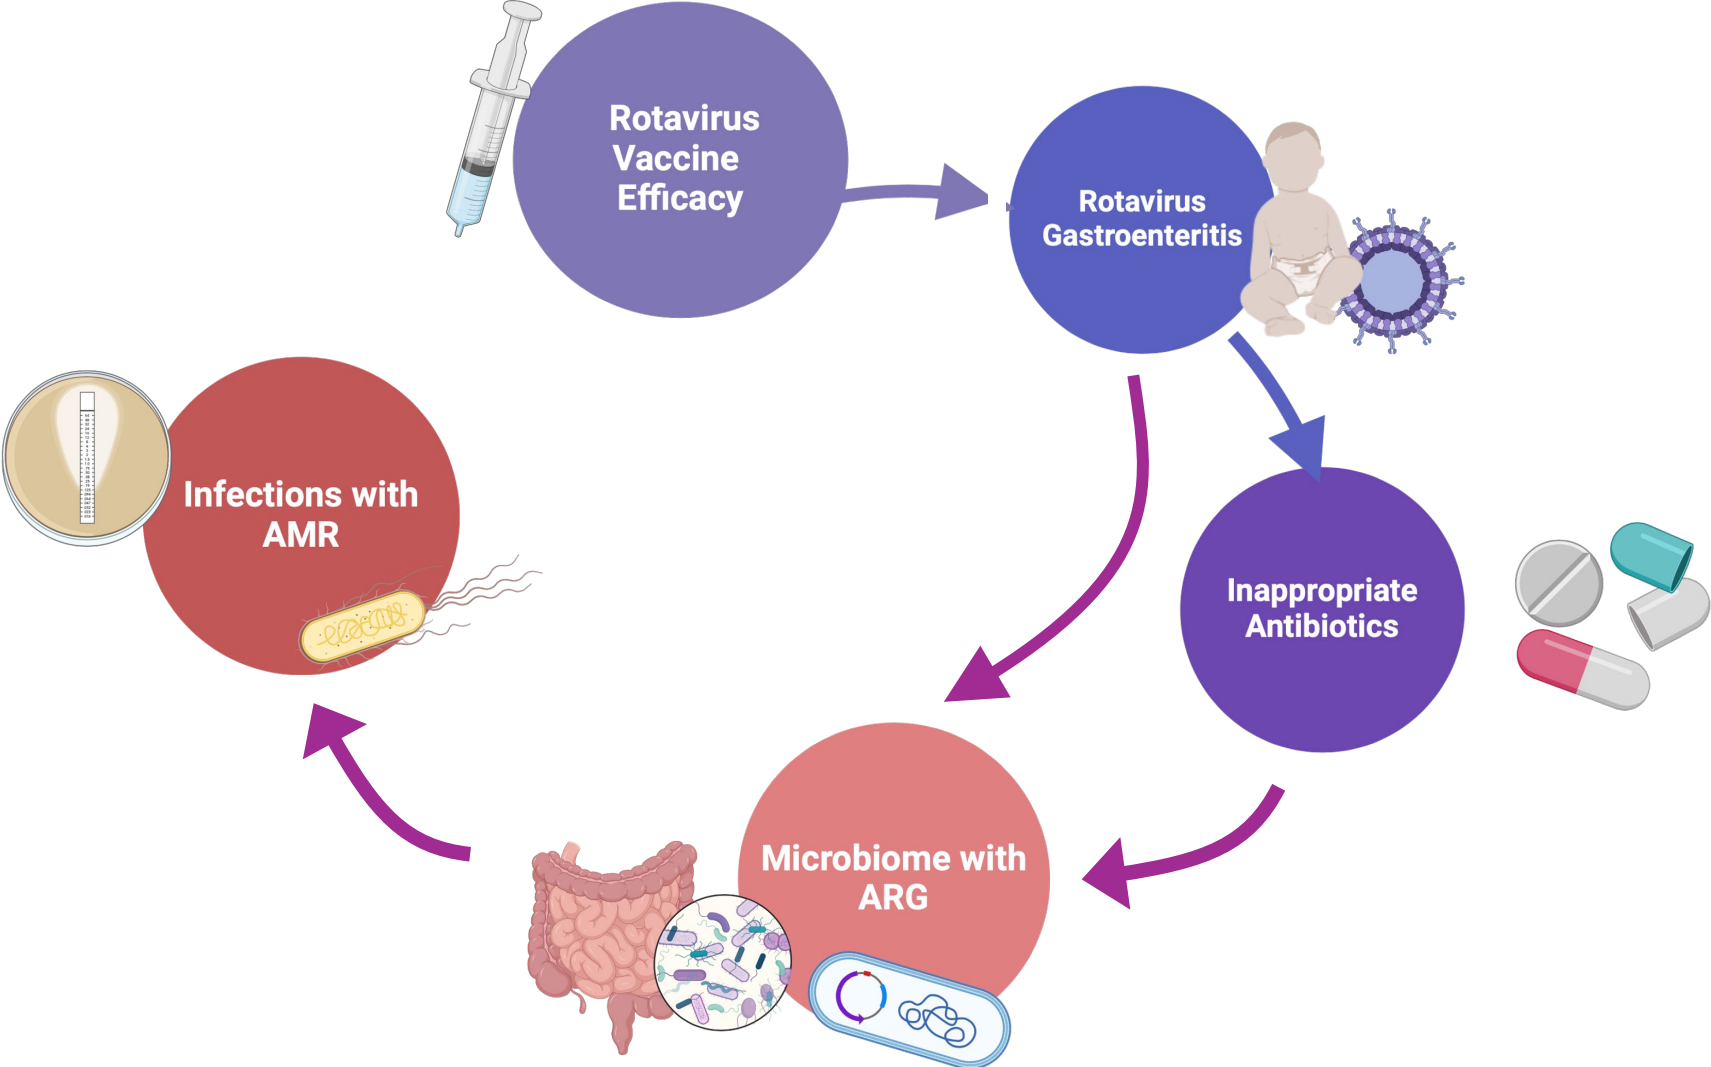 Rotavirus
Vaccine
Efficacy
Rotavirus
Gastroenteritis
Infections with
AMR
Inappropriate
Antibiotics
Microbiome with
ARG